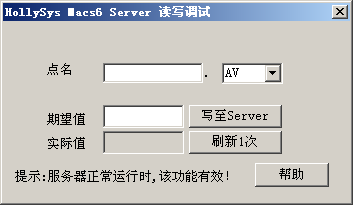 HollySys Macs6 Server 读写调试
点名 . AV
期望值 写至Server
实际值 刷新1次
提示:服务器正常运行时,该功能有效! 帮助